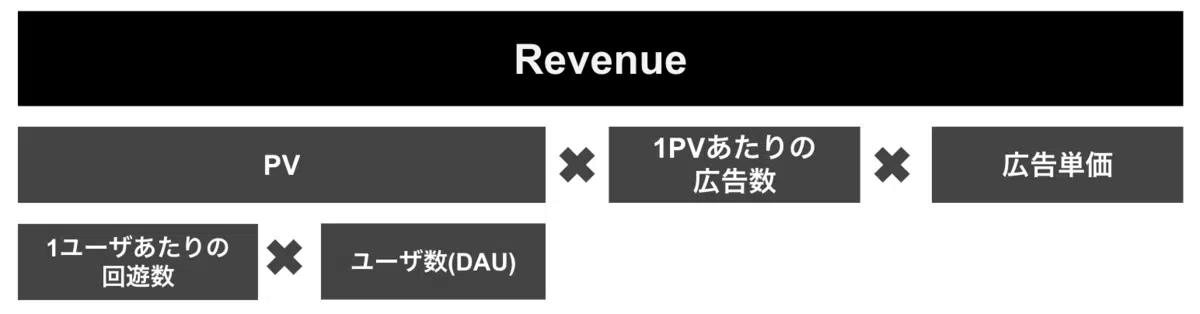 Revenue
PV
1PVあたりの
広告数
広告単価
1ユーザあたりの
回遊数
ユーザ数(DAU)